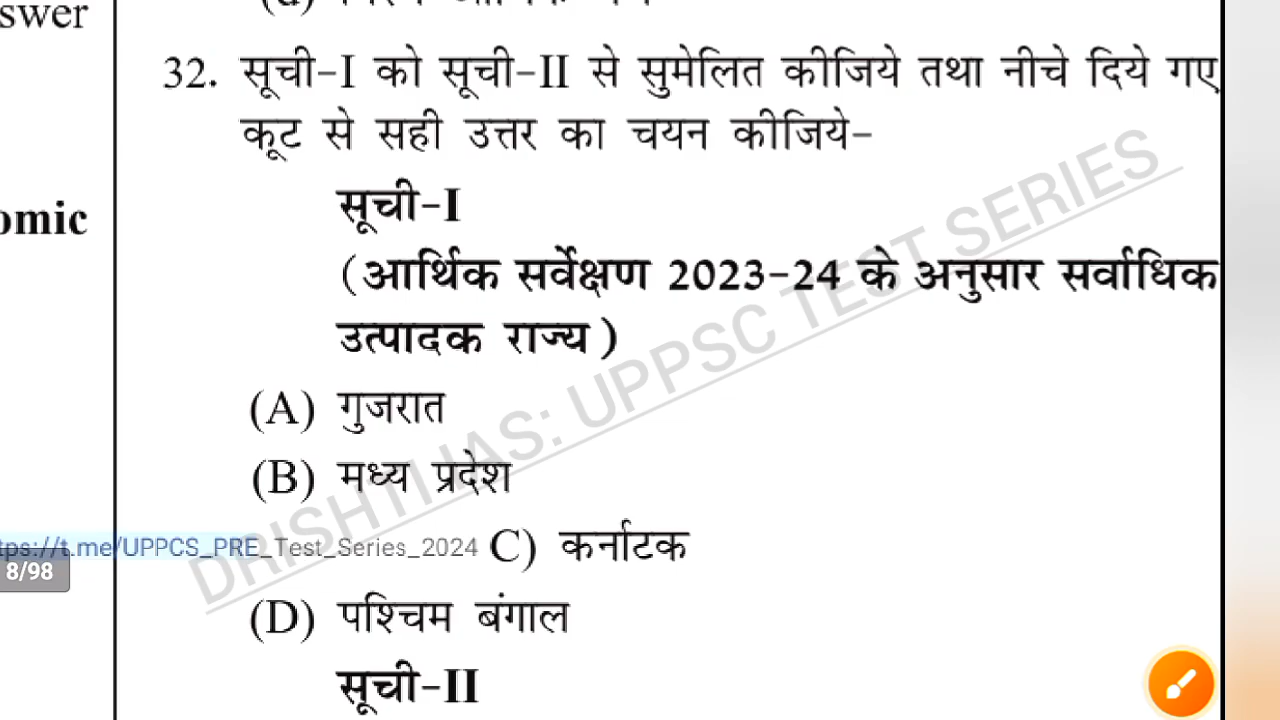 swer
32. सूची-I को सूची-II से सुमेलित कीजिये तथा नीचे दिये गए
कूट से सही उत्तर का चयन कीजिये-
सूची-I
omic
(आर्थिक सर्वेक्षण 2023-24 के अनुसार सर्वाधिक
उत्पादक राज्य)
(A) गुजरात
(B) मध्य प्रदेश
tps://t.me/UPPCS_PRE_Test_Series_2024 C) कर्नाटक
8/98
(D) पश्चिम बंगाल
सूची-II
DRISHTI IAS: UPPSC TEST SERIES